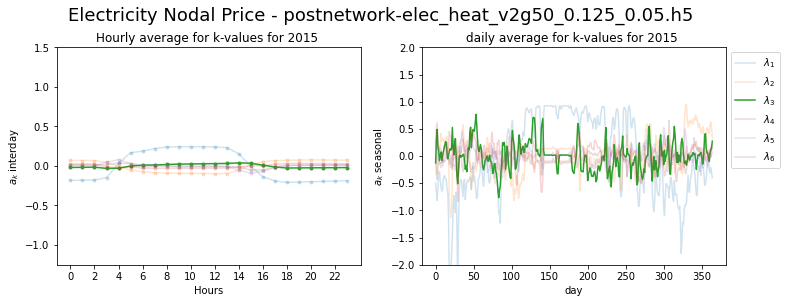 Electricity Nodal Price - postnetwork-elec_heat_v2g50_0.125_0.05.h5
Hourly average for k-values for 2015
1.5
1.0
0.5
0.0
−0.5
−1.0
aₖ interday
0 2 4 6 8 10 12 14 16 18 20 22
Hours
daily average for k-values for 2015
2.0
1.5
1.0
0.5
0.0
−0.5
−1.0
−1.5
−2.0
aₖ seasonal
0 50 100 150 200 250 300 350
day
λ₁
λ₂
λ₃
λ₄
λ₅
λ₆